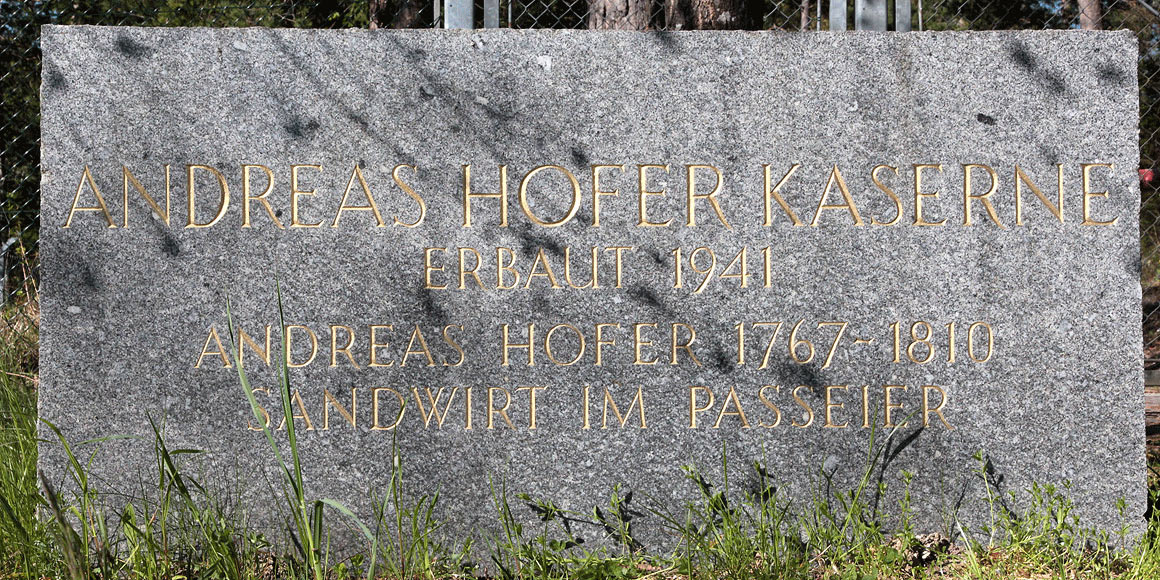 ANDREAS HOFER KASERNE
ERBAUT 1941
ANDREAS HOFER 1767-1810
SANDWIRT IM PASSEIER